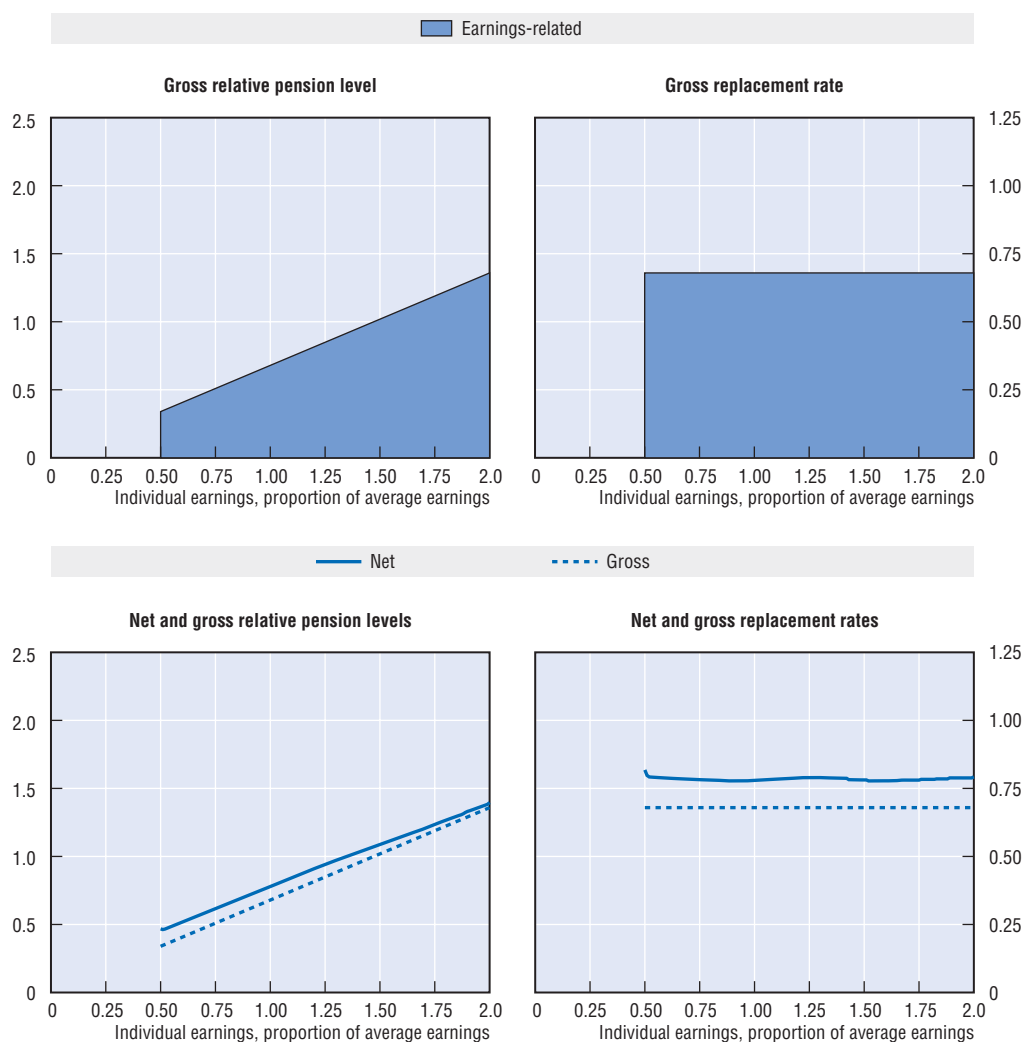 Earnings-related
Gross relative pension level
Gross replacement rate
2.5
2.0
1.5
1.0
0.5
0
0 0.25 0.50 0.75 1.00 1.25 1.50 1.75 2.0
Individual earnings, proportion of average earnings
1.25
1.00
0.75
0.50
0.25
0
0 0.25 0.50 0.75 1.00 1.25 1.50 1.75 2.0
Individual earnings, proportion of average earnings
Net Gross
Net and gross relative pension levels
Net and gross replacement rates
2.5
2.0
1.5
1.0
0.5
0
0 0.25 0.50 0.75 1.00 1.25 1.50 1.75 2.0
Individual earnings, proportion of average earnings
1.25
1.00
0.75
0.50
0.25
0
0 0.25 0.50 0.75 1.00 1.25 1.50 1.75 2.0
Individual earnings, proportion of average earnings